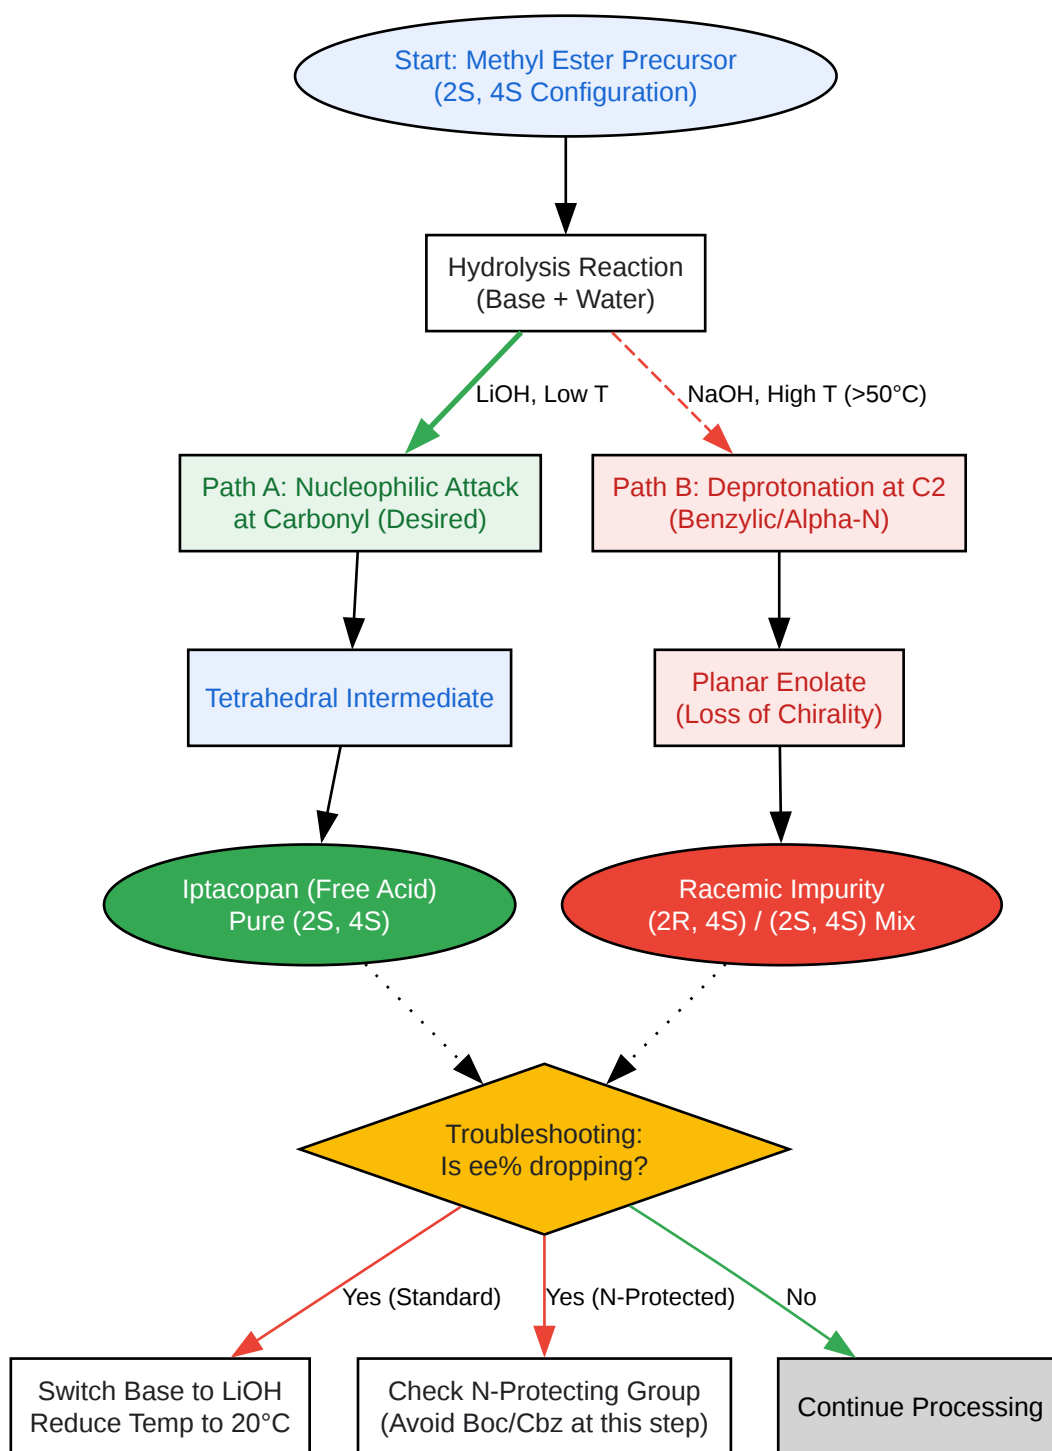 Start: Methyl Ester Precursor
(2S, 4S Configuration)
Hydrolysis Reaction
(Base + Water)
LiOH, Low T
NaOH, High T (>50°C)
Path A: Nucleophilic Attack
at Carbonyl (Desired)
Path B: Deprotonation at C2
(Benzylic/Alpha-N)
Tetrahedral Intermediate
Planar Enolate
(Loss of Chirality)
Iptacopan (Free Acid)
Pure (2S, 4S)
Racemic Impurity
(2R, 4S) / (2S, 4S) Mix
Troubleshooting:
Is ee% dropping?
Yes (Standard)
Yes (N-Protected)
No
Switch Base to LiOH
Reduce Temp to 20°C
Check N-Protecting Group
(Avoid Boc/Cbz at this step)
Continue Processing